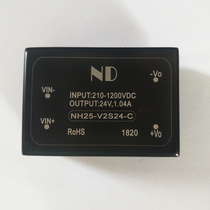 ND
VIN-
-Vo
INPUT:210-1200VDC
OUTPUT:24V,1.04A
NH25-V2S24-C
VIN+
+Vo
RoHS 1820